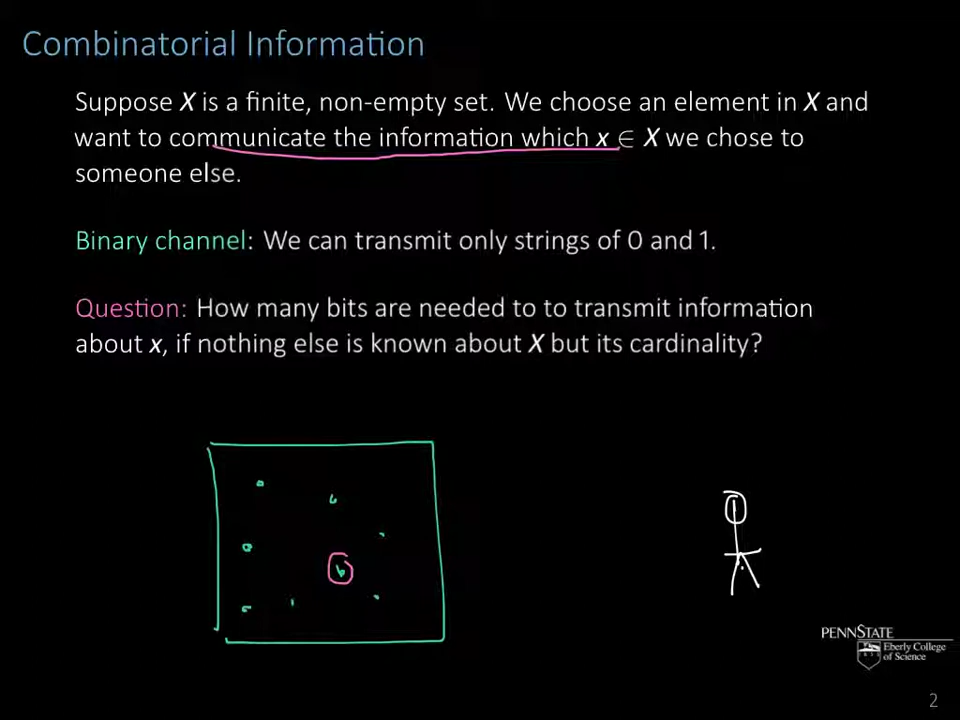 Combinatorial Information
Suppose X is a finite, non-empty set. We choose an element in X and
want to communicate the information which x ∈ X we chose to
someone else.
Binary channel: We can transmit only strings of 0 and 1.
Question: How many bits are needed to to transmit information
about x, if nothing else is known about X but its cardinality?
PENNSTATE
Eberly College
of Science
2